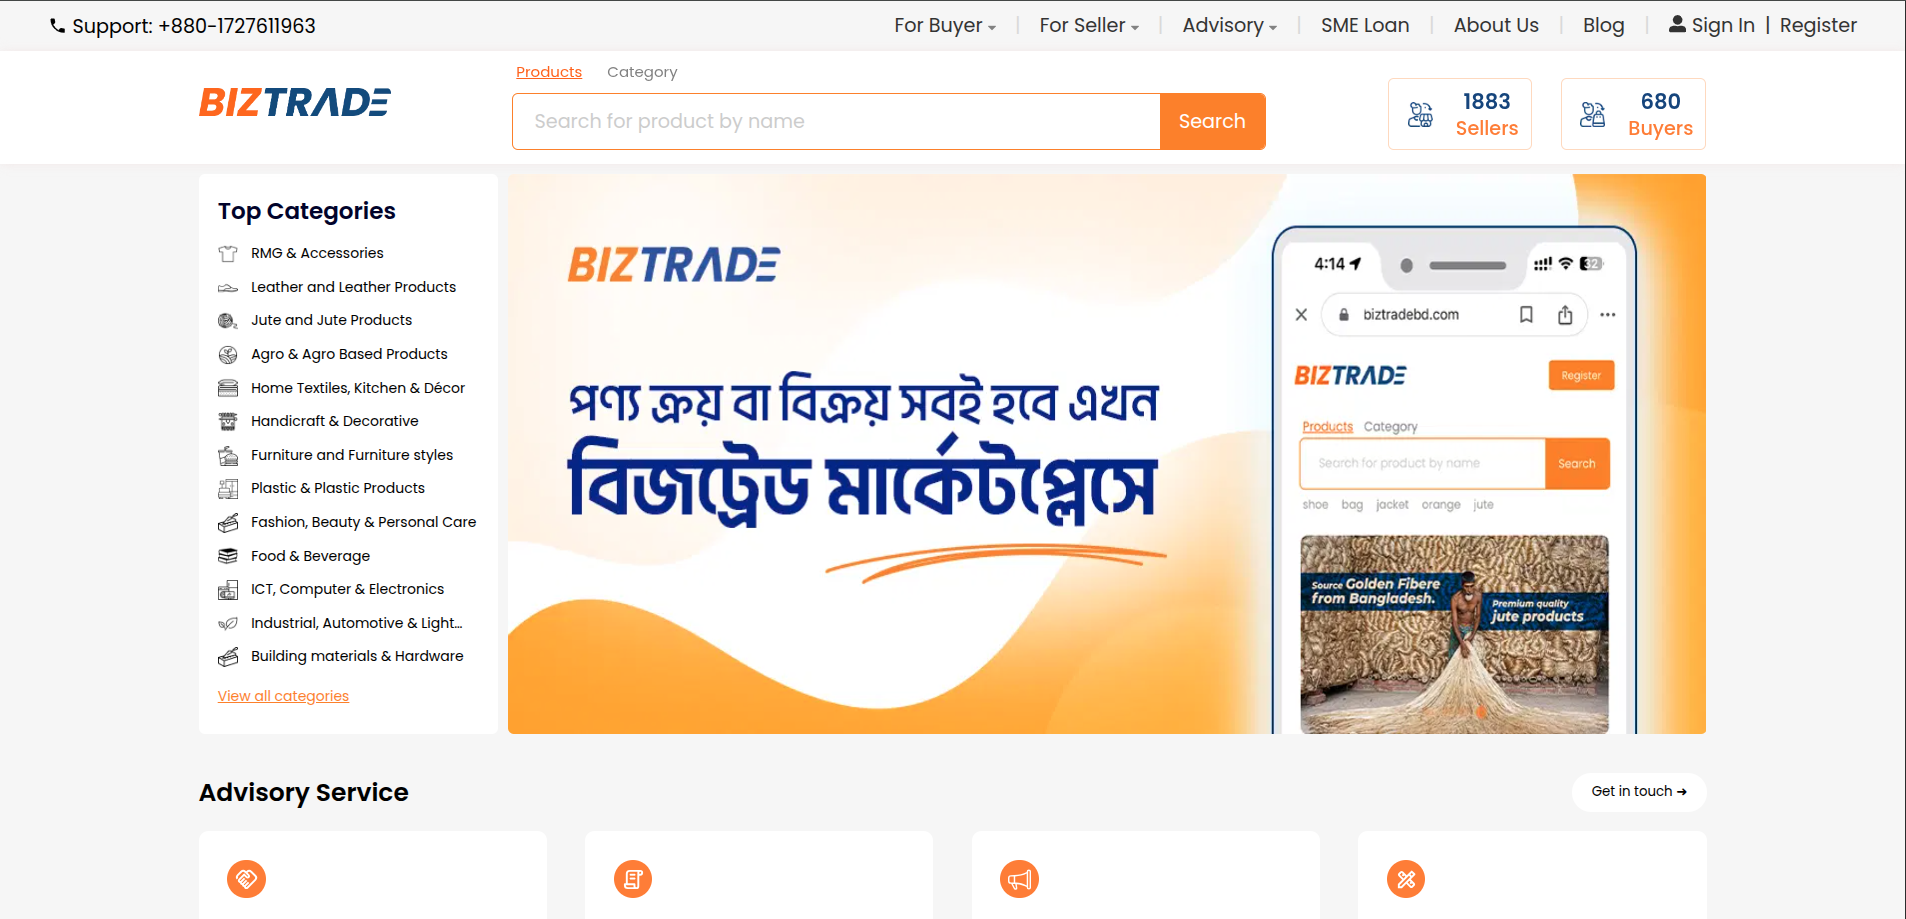 Support: +880-1727611963
For Buyer
For Seller
Advisory
SME Loan
About Us
Blog
Sign In | Register
BIZTRADE
Products
Category
Search for product by name
Search
1883
Sellers
680
Buyers
Top Categories
RMG & Accessories
Leather and Leather Products
Jute and Jute Products
Agro & Agro Based Products
Home Textiles, Kitchen & Décor
Handicraft & Decorative
Furniture and Furniture styles
Plastic & Plastic Products
Fashion, Beauty & Personal Care
Food & Beverage
ICT, Computer & Electronics
Industrial, Automotive & Light...
Building materials & Hardware
View all categories
BIZTRADE
পণ্য ক্রয় বা বিক্রয় সবই হবে এখন
বিজট্রেড মার্কেটপ্লেসে
4:14
32
biztradebd.com
BIZTRADE
Register
Products
Category
Search for product by name
Search
shoe bag jacket orange jute
Source Golden Fibere
from Bangladesh.
Premium quality
jute products
Advisory Service
Get in touch ➔